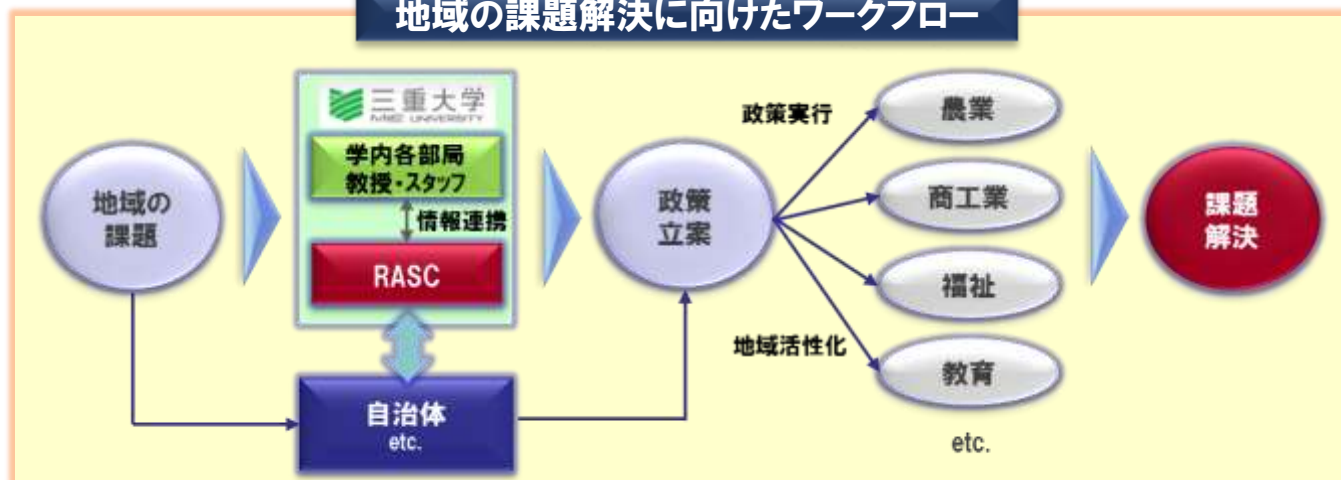 地域の課題解決に向けたワークフロー
地域の
課題
三重大学
MIE UNIVERSITY
学内各部局
教授・スタッフ
情報連携
RASC
自治体
etc.
政策
立案
政策実行
地域活性化
農業
商工業
福祉
教育
etc.
課題
解決